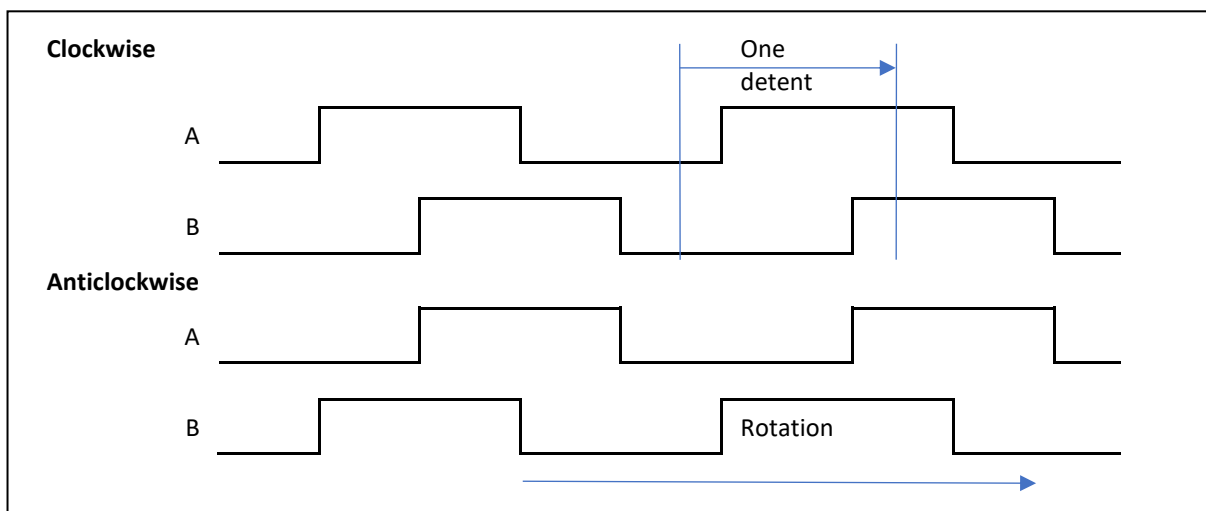 Clockwise
One
detent
A
B
Anticlockwise
A
B
Rotation